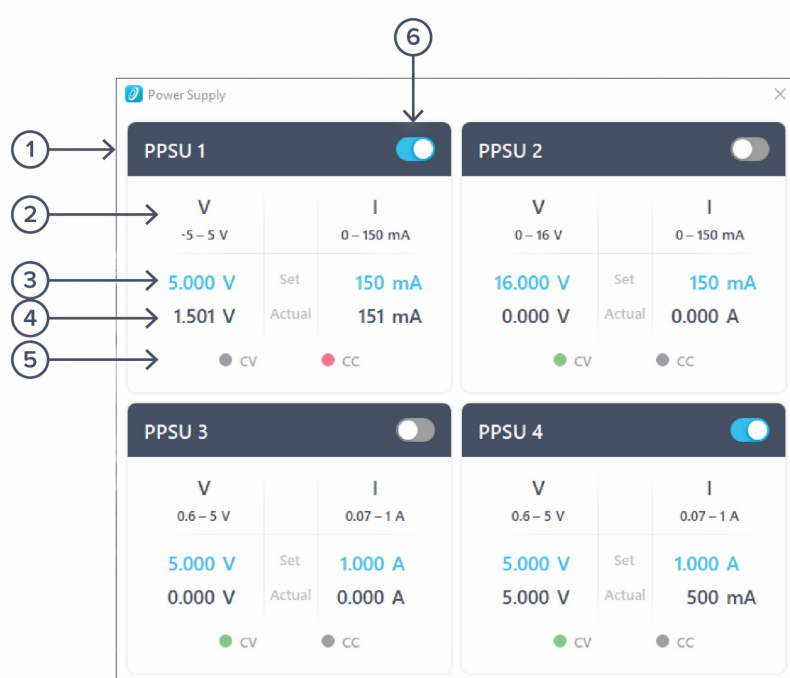 6
Power Supply
1
PPSU 1
PPSU 2
2
V I
-5 – 5 V 0 – 150 mA
V I
0 – 16 V 0 – 150 mA
3
5.000 V Set 150 mA
16.000 V Set 150 mA
4
1.501 V Actual 151 mA
0.000 V Actual 0.000 A
5
CV CC
CV CC
PPSU 3
PPSU 4
V I
0.6 – 5 V 0.07 – 1 A
V I
0.6 – 5 V 0.07 – 1 A
5.000 V Set 1.000 A
5.000 V Set 1.000 A
0.000 V Actual 0.000 A
5.000 V Actual 500 mA
CV CC
CV CC